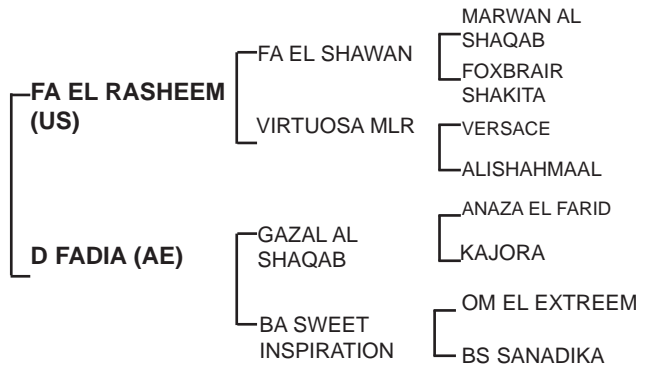 MARWAN AL
SHAQAB
FA EL SHAWAN
FOXBRAIR
SHAKITA
FA EL RASHEEM
(US)
VIRTUOSA MLR
VERSACE
ALISHAHMAAL
ANAZA EL FARID
GAZAL AL
SHAQAB
KAJORA
D FADIA (AE)
OM EL EXTREEM
BA SWEET
INSPIRATION
BS SANADIKA